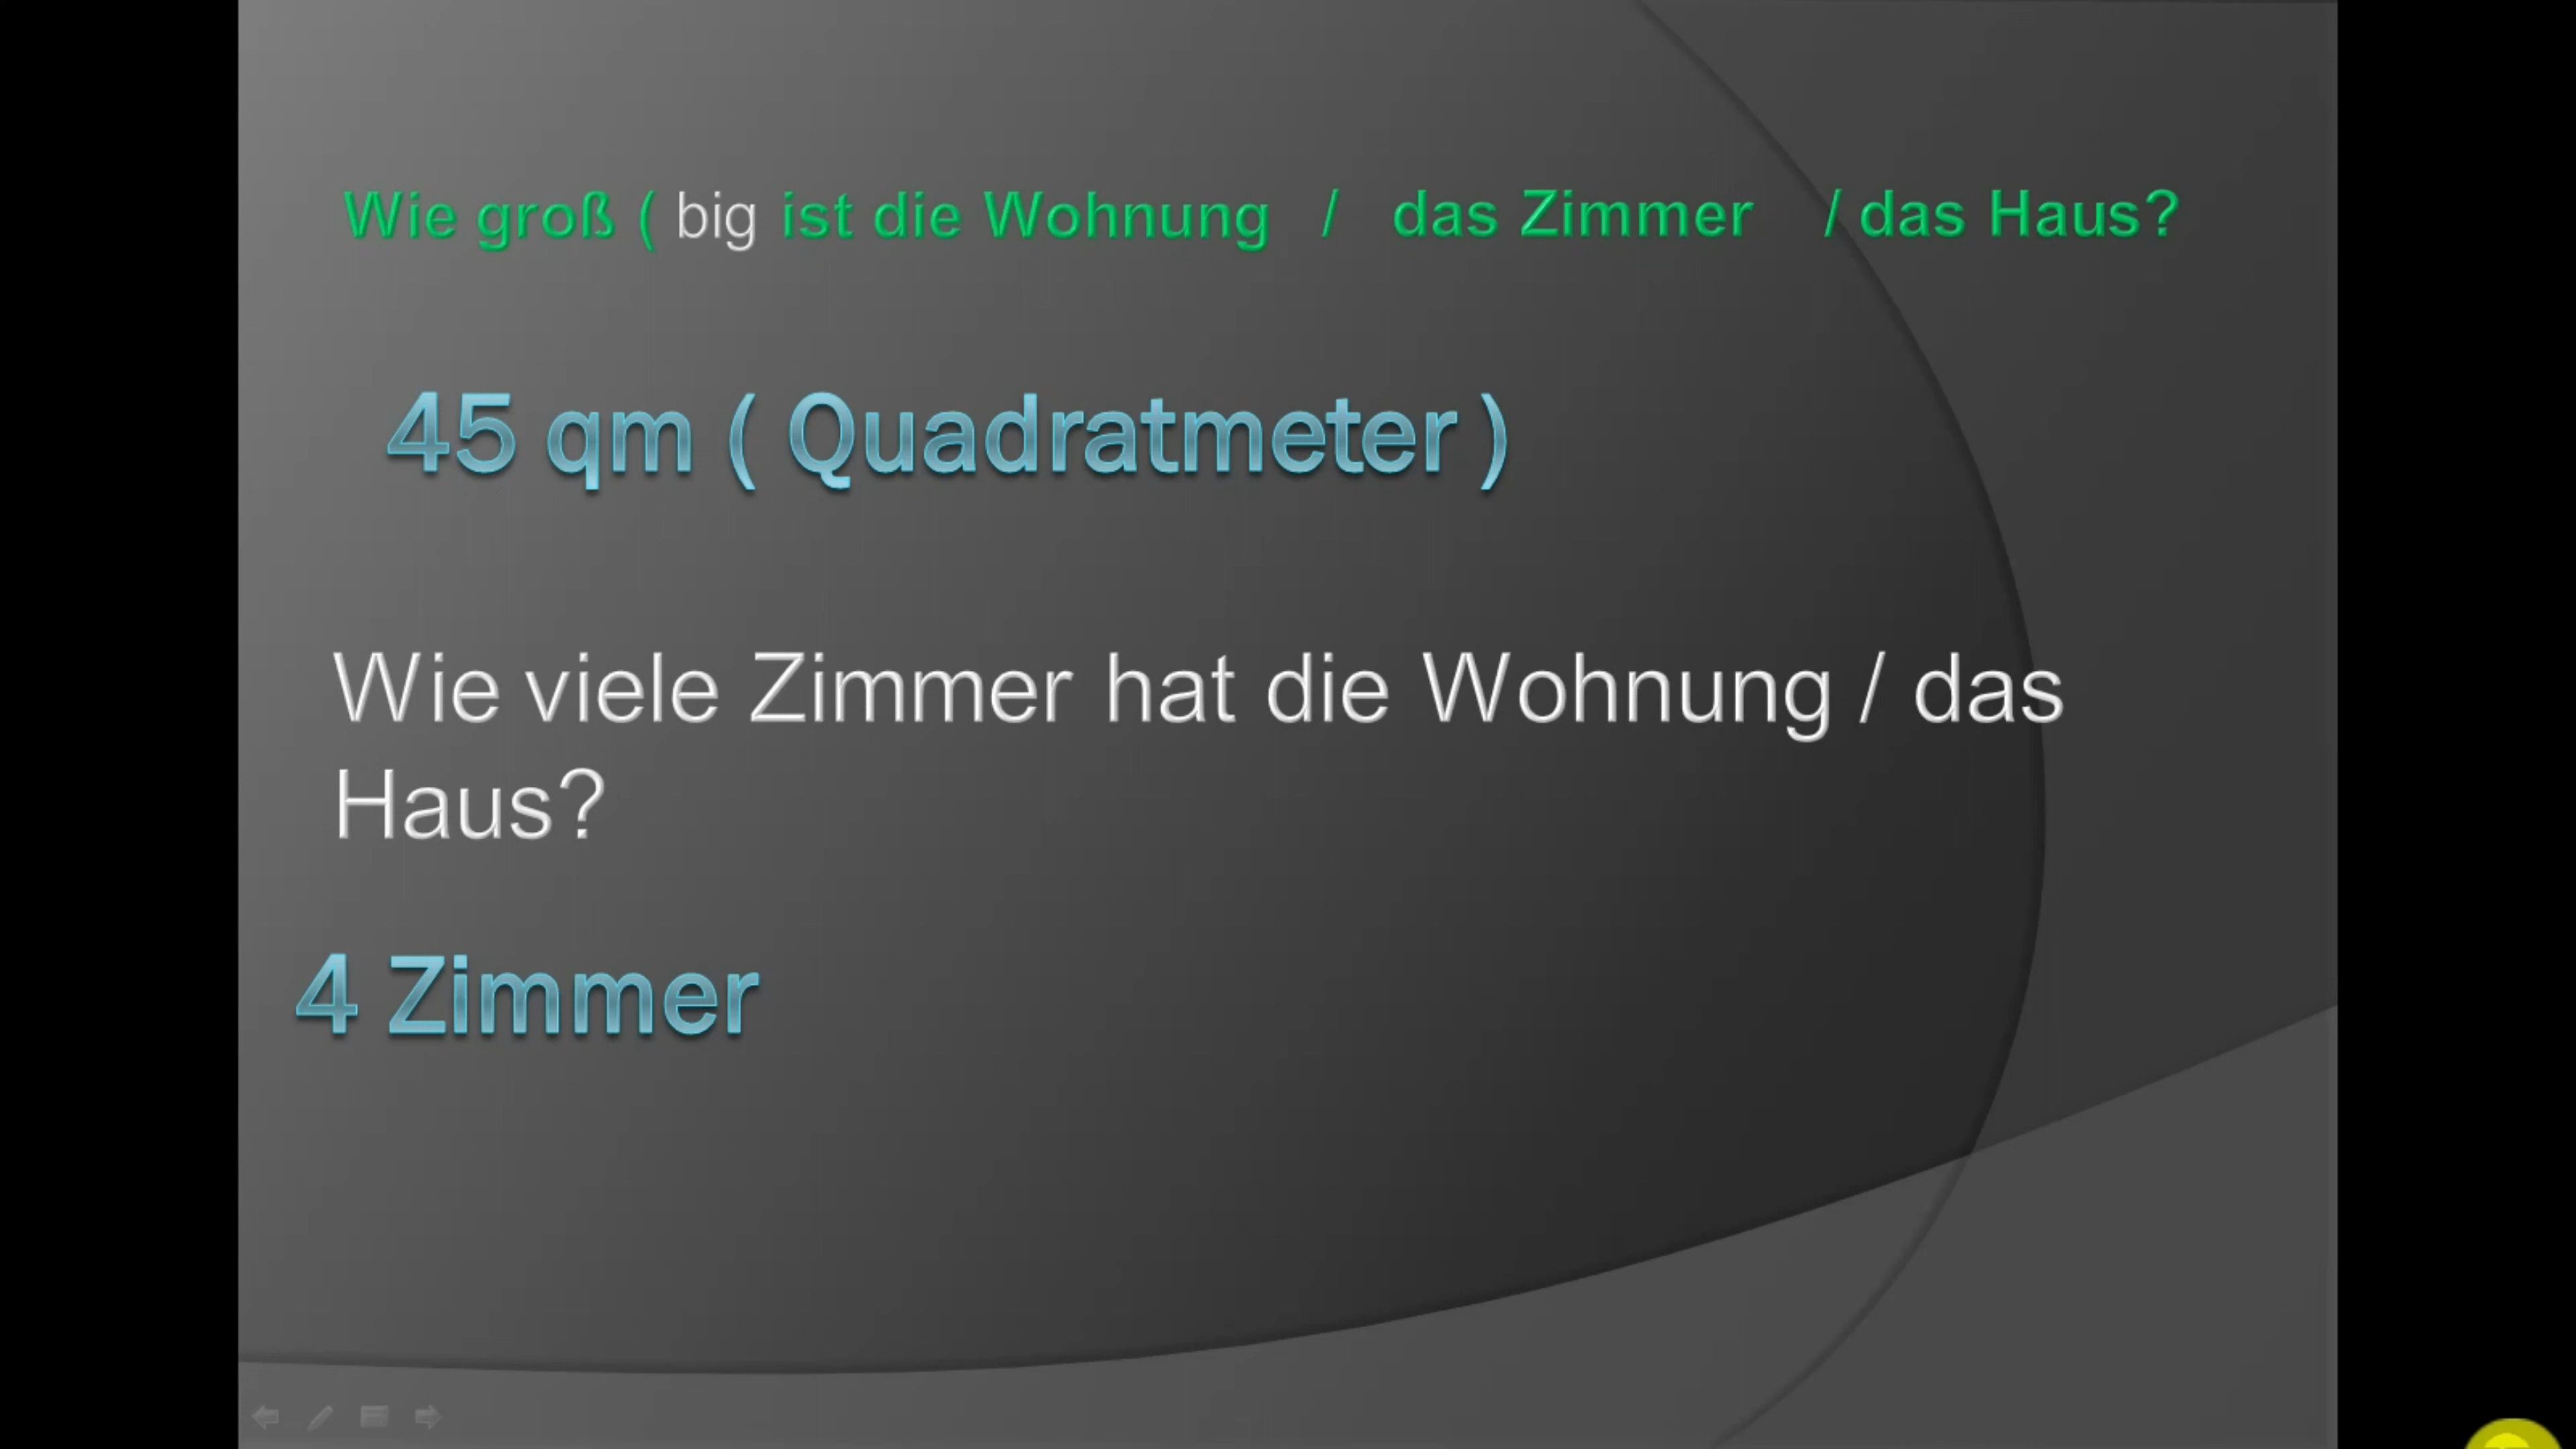 Wie groß ( big ist die Wohnung / das Zimmer / das Haus?
45 qm ( Quadratmeter )
Wie viele Zimmer hat die Wohnung / das
Haus?
4 Zimmer